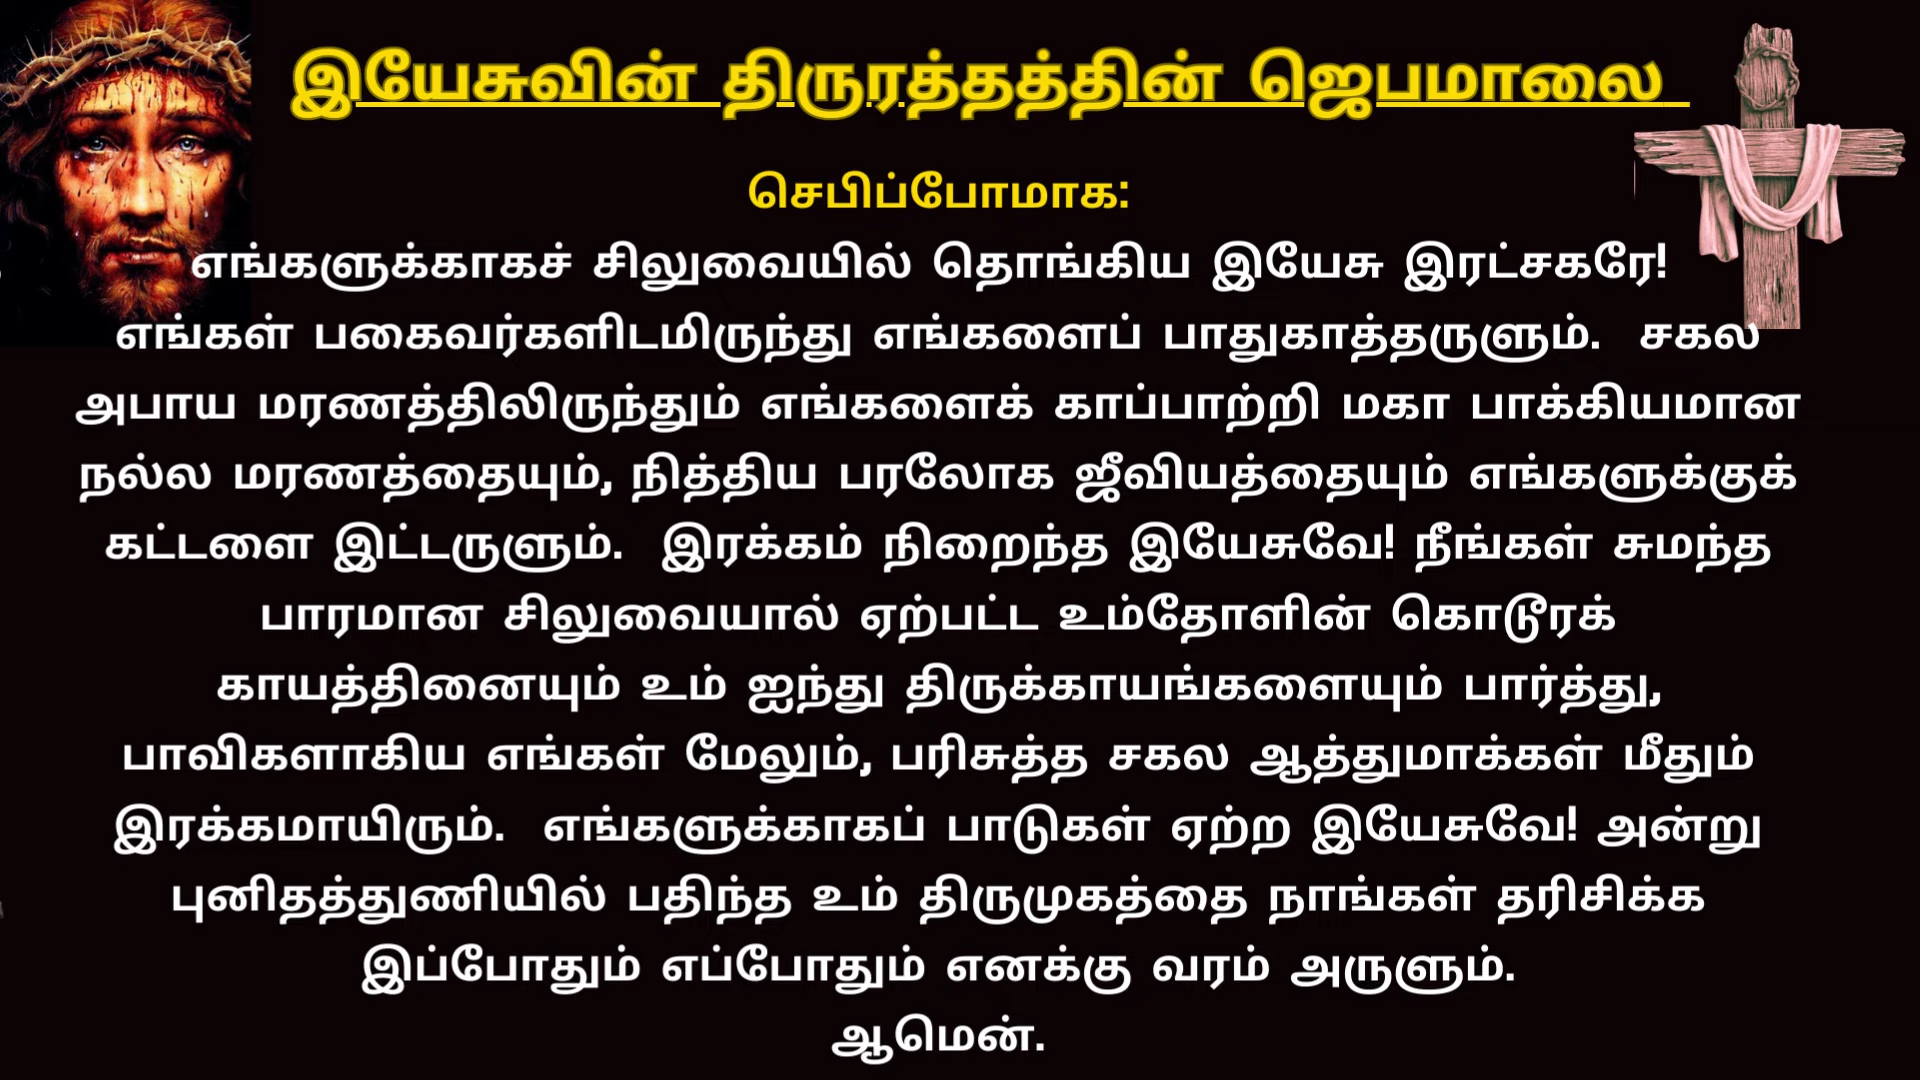 இயேசுவின் திருரத்தத்தின் ஜெபமாலை
செபிப்போமாக:
எங்களுக்காகச் சிலுவையில் தொங்கிய இயேசு இரட்சகரே!
எங்கள் பகைவர்களிடமிருந்து எங்களைப் பாதுகாத்தருளும். சகல
அபாய மரணத்திலிருந்தும் எங்களைக் காப்பாற்றி மகா பாக்கியமான
நல்ல மரணத்தையும், நித்திய பரலோக ஜீவியத்தையும் எங்களுக்குக்
கட்டளை இட்டருளும். இரக்கம் நிறைந்த இயேசுவே! நீங்கள் சுமந்த
பாரமான சிலுவையால் ஏற்பட்ட உம்தோளின் கொடூரக்
காயத்தினையும் உம் ஐந்து திருக்காயங்களையும் பார்த்து,
பாவிகளாகிய எங்கள் மேலும், பரிசுத்த சகல ஆத்துமாக்கள் மீதும்
இரக்கமாயிரும். எங்களுக்காகப் பாடுகள் ஏற்ற இயேசுவே! அன்று
புனிதத்துணியில் பதிந்த உம் திருமுகத்தை நாங்கள் தரிசிக்க
இப்போதும் எப்போதும் எனக்கு வரம் அருளும்.
ஆமென்.